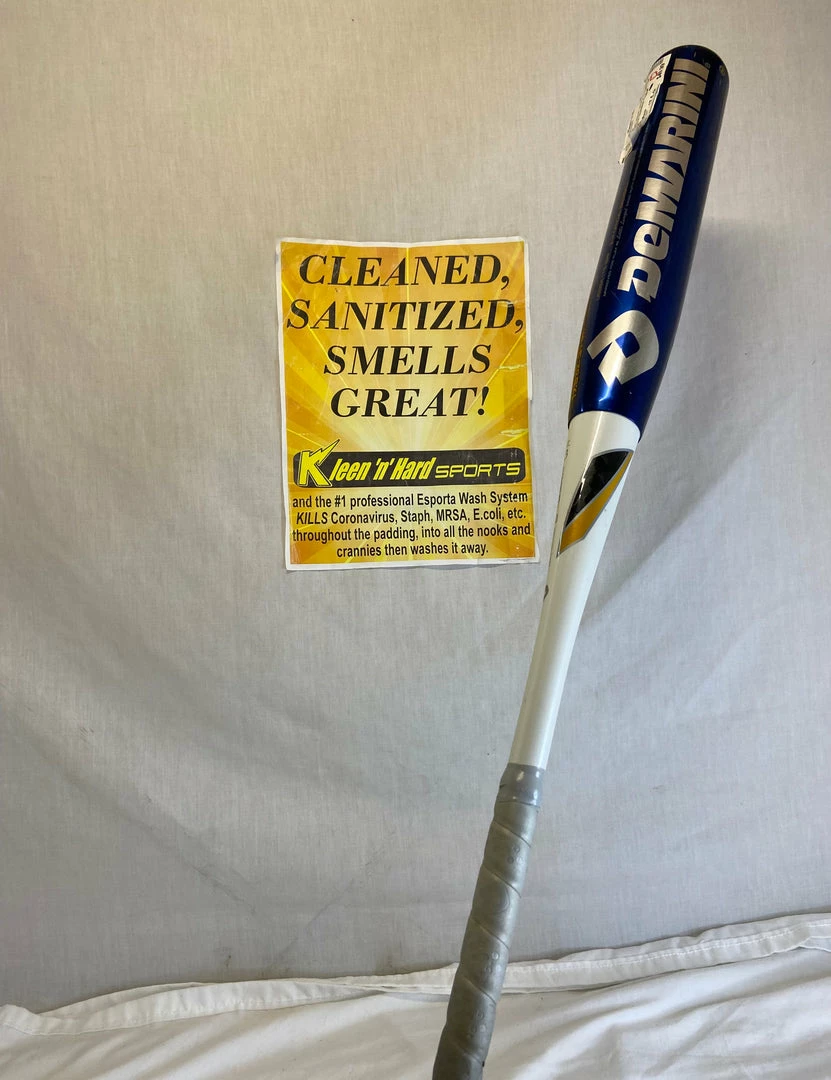 CLEANED,
SANITIZED,
SMELLS
GREAT!
Kleen 'n' Hard SPORTS
and the #1 professional Esporta Wash System
KILLS Coronavirus, Staph, MRSA, E.coli, etc.
throughout the padding, into all the nooks and
crannies then washes it away.
DeMARINI